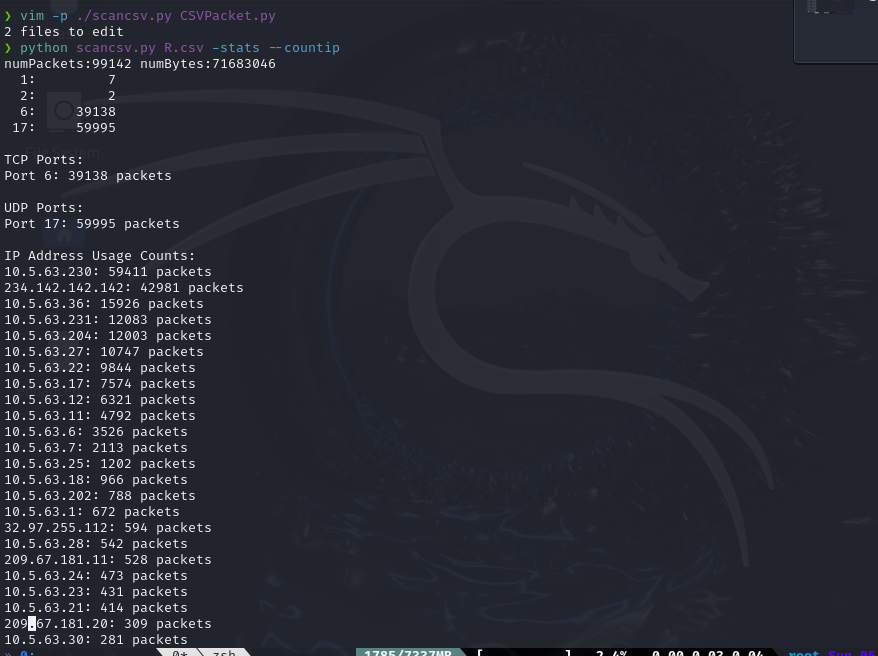 ❯ vim -p ./scancsv.py CSVPacket.py
2 files to edit
❯ python scancsv.py R.csv -stats --countip
numPackets:99142 numBytes:71683046
  1:         7
  2:         2
  6:     39138
 17:     59995
TCP Ports:
Port 6: 39138 packets
UDP Ports:
Port 17: 59995 packets
IP Address Usage Counts:
10.5.63.230: 59411 packets
234.142.142.142: 42981 packets
10.5.63.36: 15926 packets
10.5.63.231: 12083 packets
10.5.63.204: 12003 packets
10.5.63.27: 10747 packets
10.5.63.22: 9844 packets
10.5.63.17: 7574 packets
10.5.63.12: 6321 packets
10.5.63.11: 4792 packets
10.5.63.6: 3526 packets
10.5.63.7: 2113 packets
10.5.63.25: 1202 packets
10.5.63.18: 966 packets
10.5.63.202: 788 packets
10.5.63.1: 672 packets
32.97.255.112: 594 packets
10.5.63.28: 542 packets
209.67.181.11: 528 packets
10.5.63.24: 473 packets
10.5.63.23: 431 packets
10.5.63.21: 414 packets
209.67.181.20: 309 packets
10.5.63.30: 281 packets
0* zsh 1785/7337MB [ ] 2.4% 0.00 0.03 0.04 root Sun